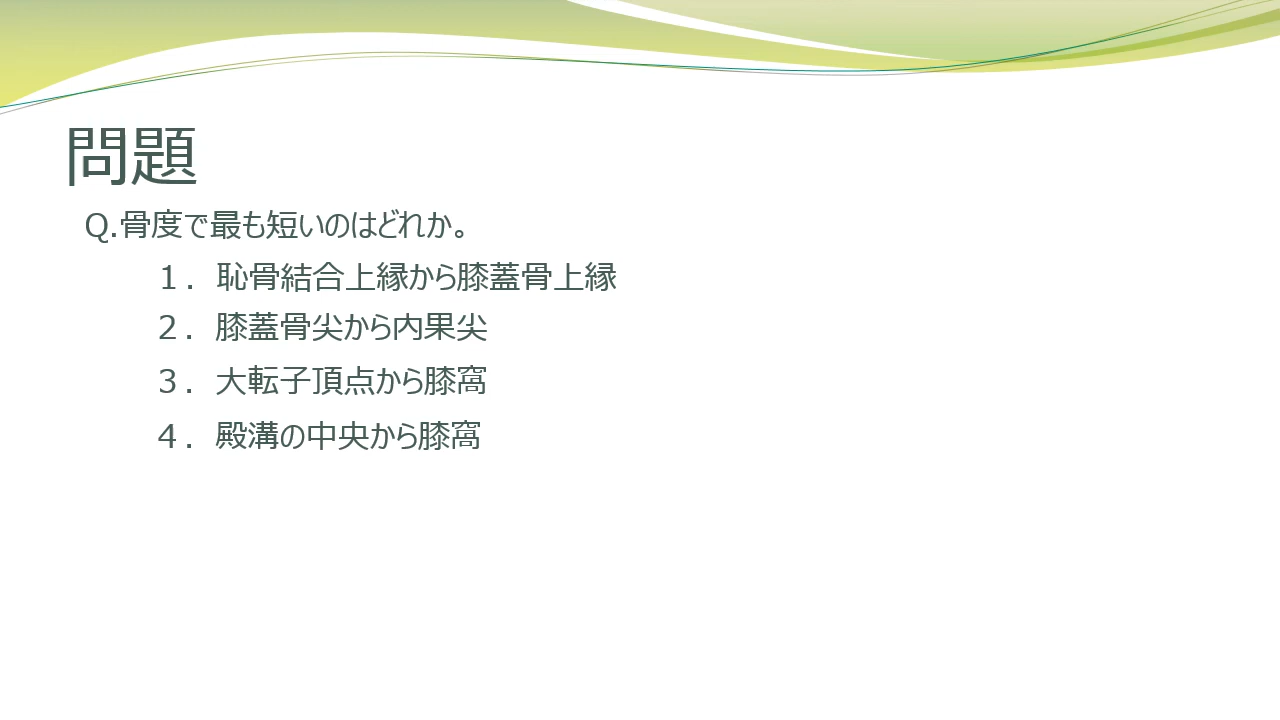 問題
Q.骨度で最も短いのはどれか。
１．恥骨結合上縁から膝蓋骨上縁
２．膝蓋骨尖から内果尖
３．大転子頂点から膝窩
４．殿溝の中央から膝窩